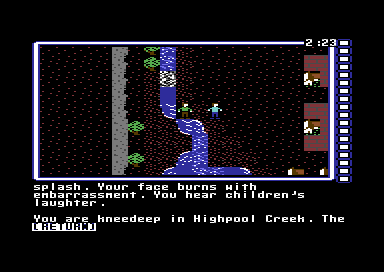 2:23
splash. Your face burns with
embarrassment. You hear children's
laughter.
You are kneedeep in Highpool Creek. The
[RETURN]